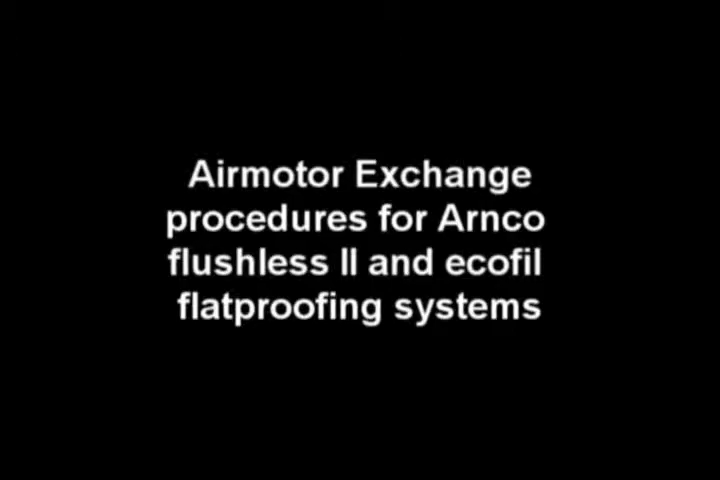 Airmotor Exchange
procedures for Arnco
flushless II and ecofil
flatproofing systems